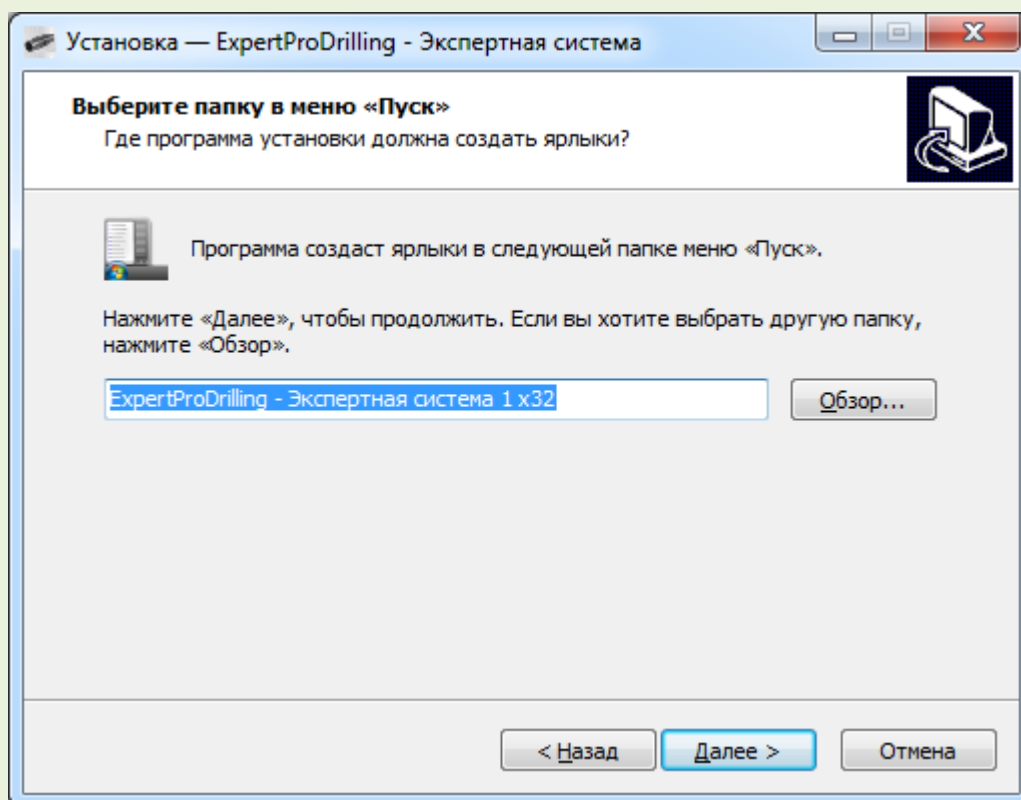 Установка — ExpertProDrilling - Экспертная система
Выберите папку в меню «Пуск»
Где программа установки должна создать ярлыки?
Программа создаст ярлыки в следующей папке меню «Пуск».
Нажмите «Далее», чтобы продолжить. Если вы хотите выбрать другую папку,
нажмите «Обзор».
ExpertProDrilling - Экспертная система 1 x32
Обзор...
< Назад
Далее >
Отмена